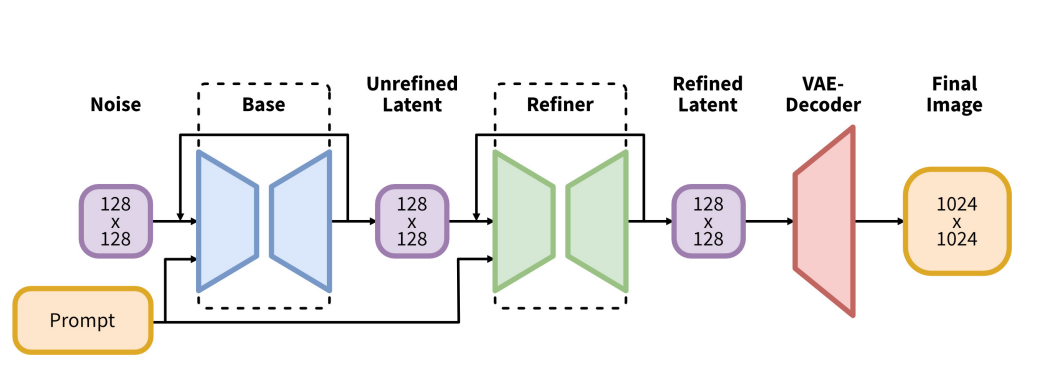 Noise
Base
Unrefined
Latent
Refiner
Refined
Latent
VAE-
Decoder
Final
Image
128
x
128
128
x
128
128
x
128
1024
x
1024
Prompt